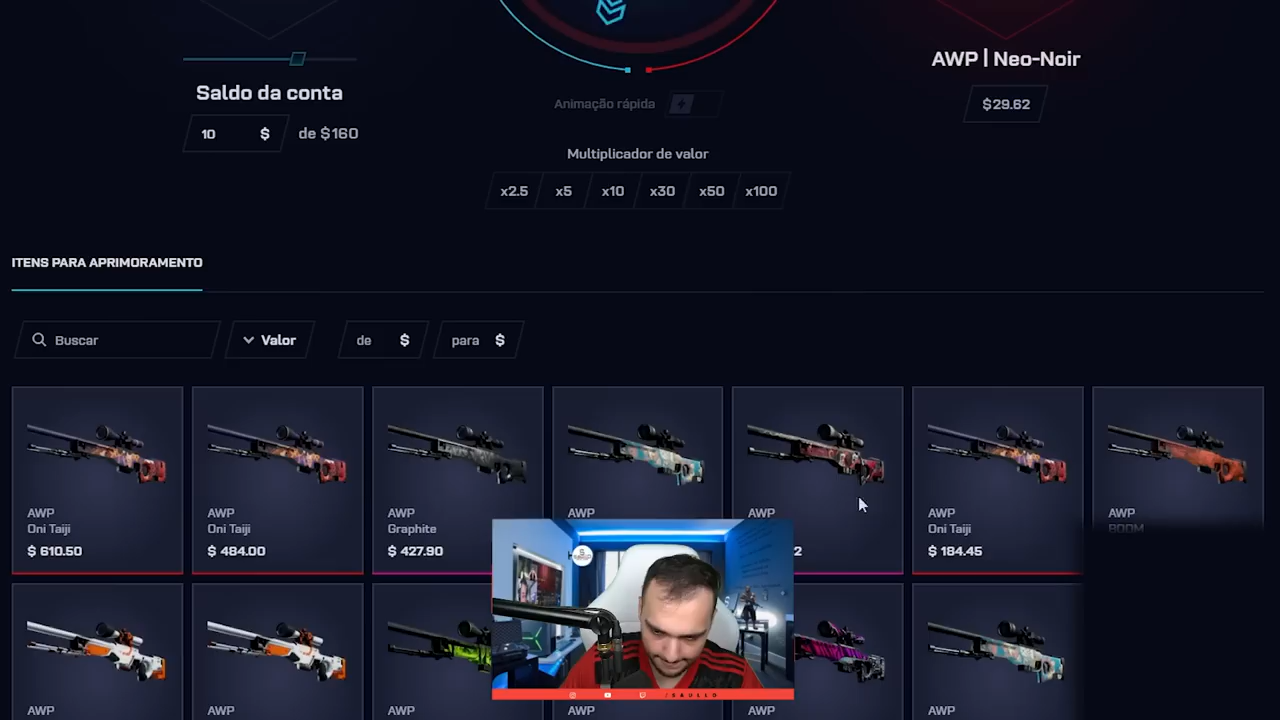 AWP | Neo-Noir
$29.62
Saldo da conta
10 $ de $160
Animação rápida
Multiplicador de valor
x2.5 x5 x10 x30 x50 x100
ITENS PARA APRIMORAMENTO
Buscar
Valor
de $
para $
AWP
Oni Taiji
$ 610.50
AWP
Oni Taiji
$ 484.00
AWP
Graphite
$ 427.90
AWP
AWP
2
AWP
Oni Taiji
$ 184.45
AWP
BOOM
/SAULLO
AWP
AWP
AWP
AWP
AWP
AWP